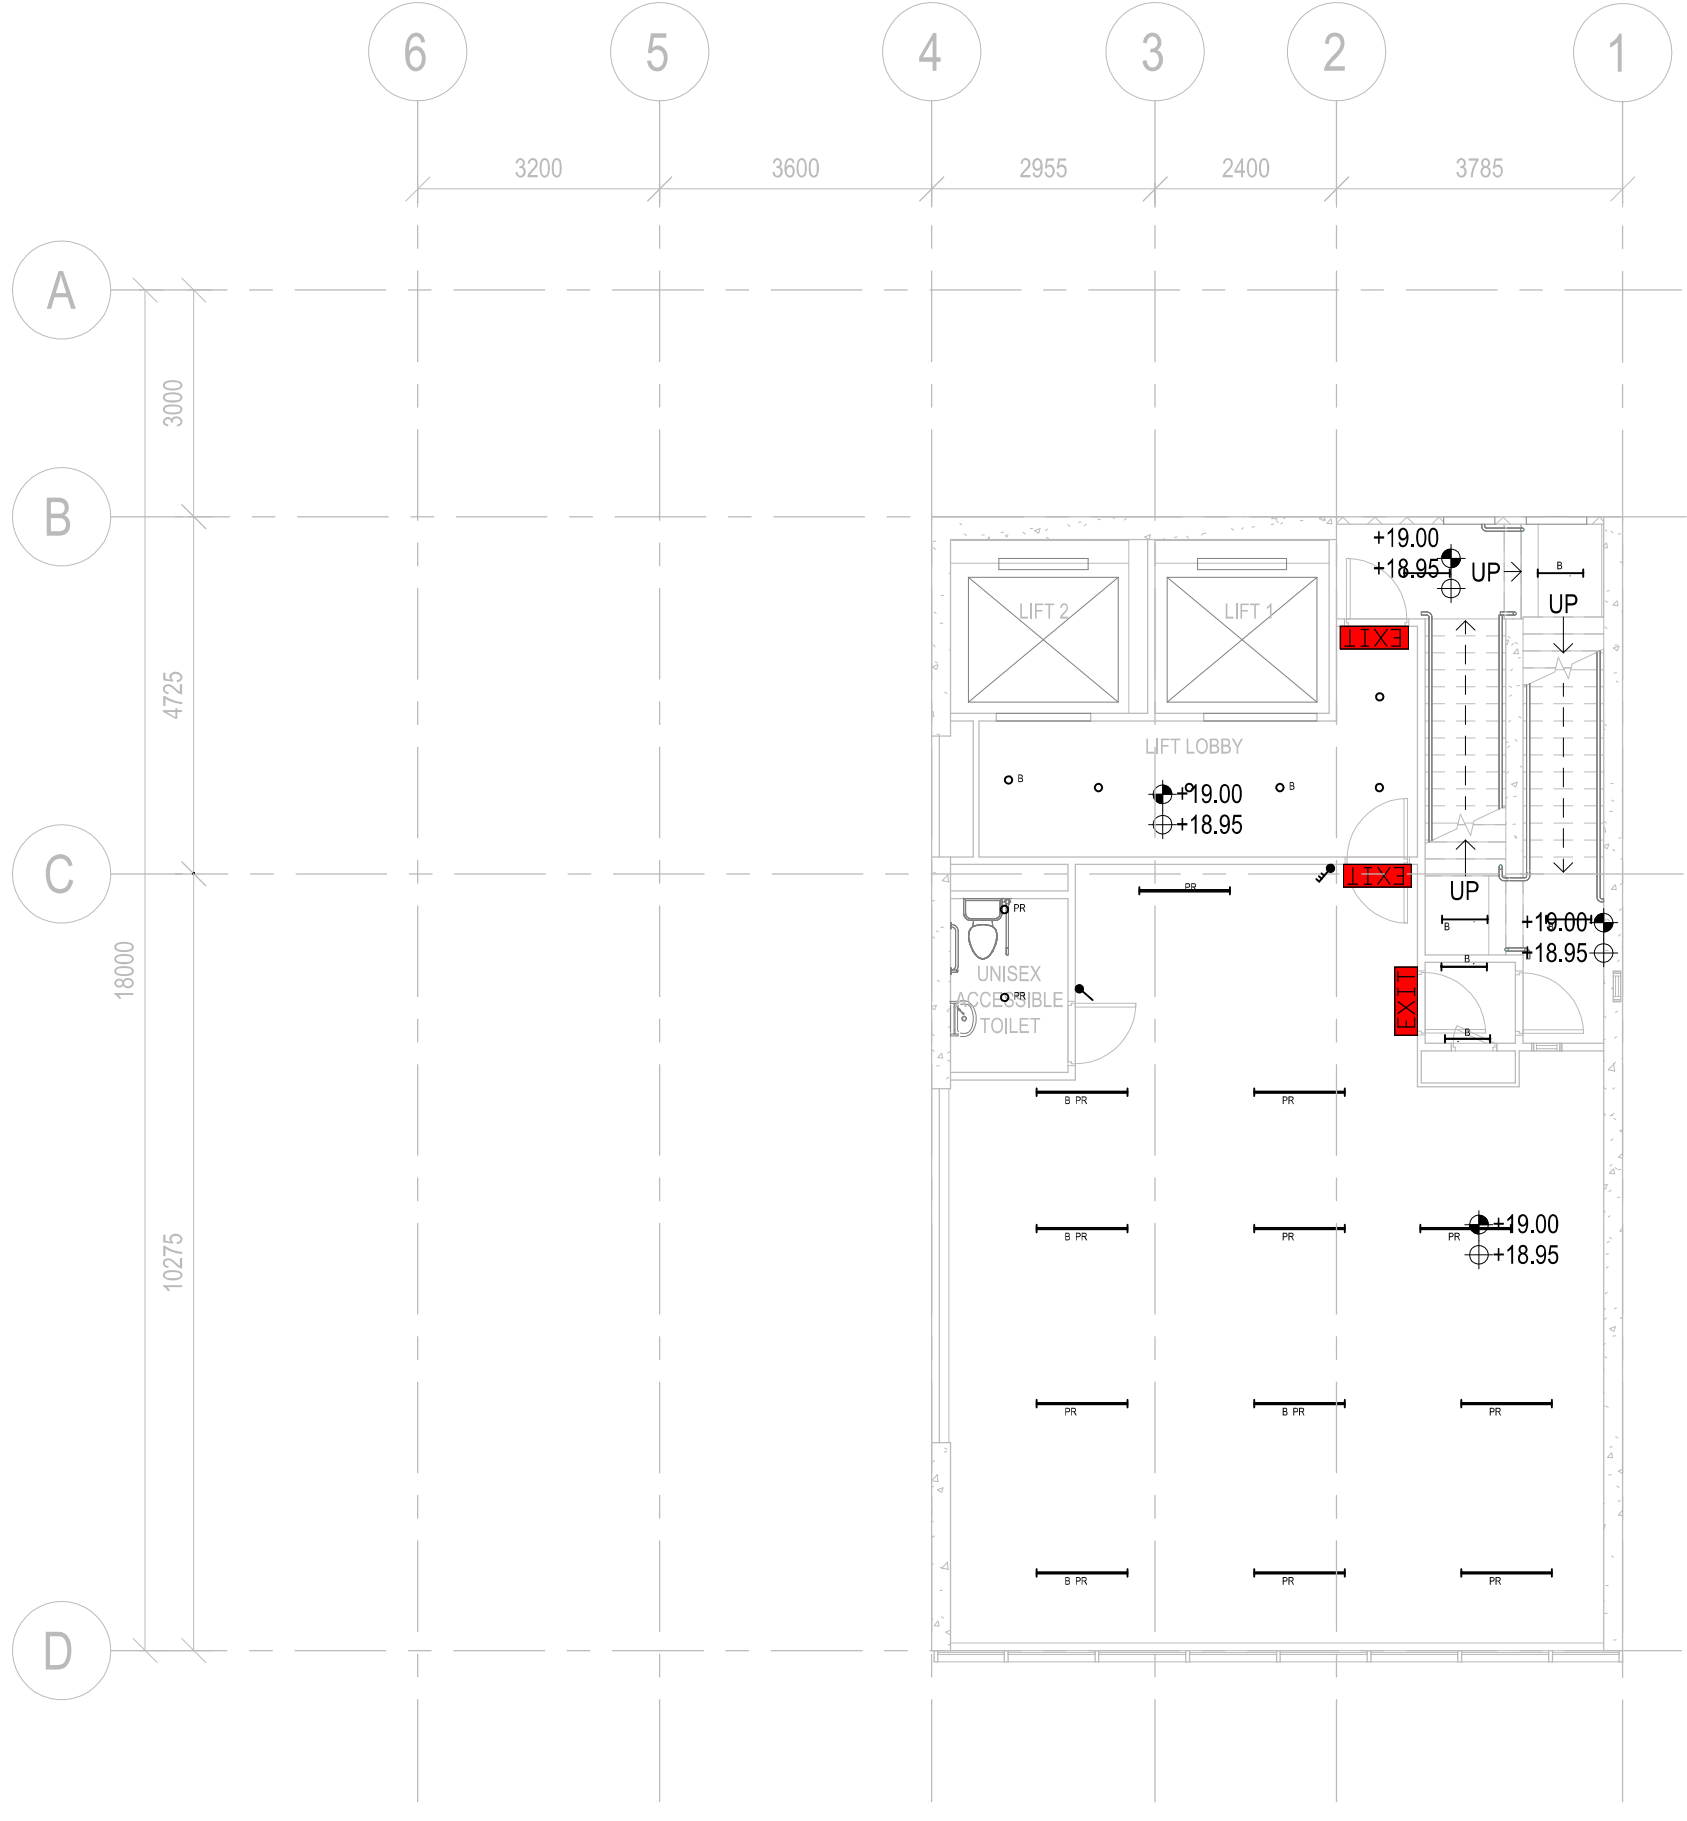 6
5
4
3
2
1
3200
3600
2955
2400
3785
A
3000
B
+19.00
+18.95
UP
B
UP
LIFT 2
LIFT 1
EXIT
4725
LIFT LOBBY
B
B
+19.00
+18.95
C
EXIT
PR
UP
PR
B
+19.00
B
+18.95
B
18000
UNISEX
ACCESSIBLE
PR
TOILET
EXIT
B
B PR
PR
10275
B PR
PR
PR
+19.00
+18.95
PR
B PR
PR
B PR
PR
PR
D